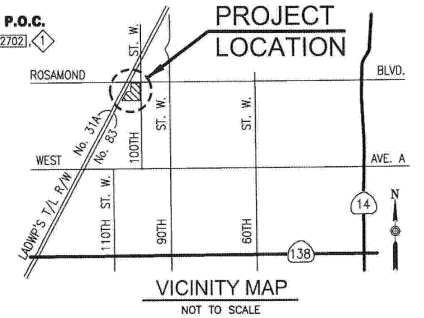 P.O.C.
2702, 1
PROJECT
LOCATION
ROSAMOND
BLVD.
ST. W.
100TH
ST. W.
90TH
ST. W.
60TH
No. 31A
No. 83
WEST
AVE. A
LADWP'S T/L R/W
110TH ST. W.
14
N
138
VICINITY MAP
NOT TO SCALE